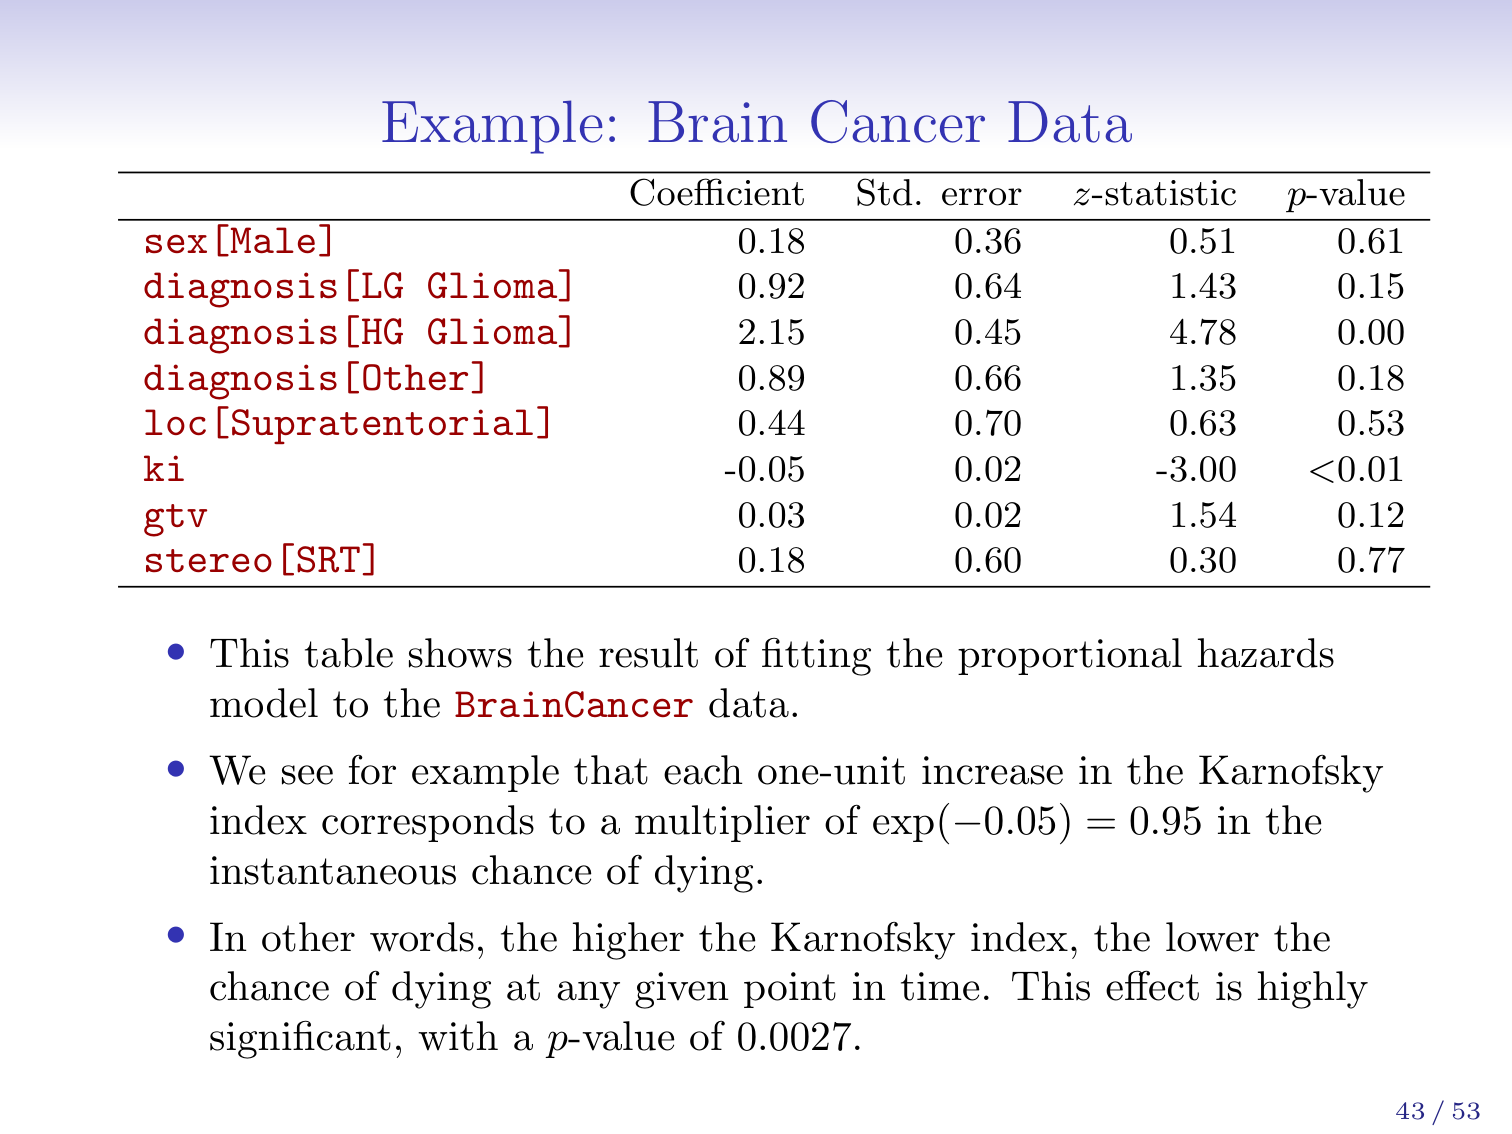 Example: Brain Cancer Data
Coefficient Std. error z-statistic p-value
sex[Male] 0.18 0.36 0.51 0.61
diagnosis[LG Glioma] 0.92 0.64 1.43 0.15
diagnosis[HG Glioma] 2.15 0.45 4.78 0.00
diagnosis[Other] 0.89 0.66 1.35 0.18
loc[Supratentorial] 0.44 0.70 0.63 0.53
ki -0.05 0.02 -3.00 <0.01
gtv 0.03 0.02 1.54 0.12
stereo[SRT] 0.18 0.60 0.30 0.77
• This table shows the result of fitting the proportional hazards
model to the BrainCancer data.
• We see for example that each one-unit increase in the Karnofsky
index corresponds to a multiplier of exp(−0.05) = 0.95 in the
instantaneous chance of dying.
• In other words, the higher the Karnofsky index, the lower the
chance of dying at any given point in time. This effect is highly
significant, with a p-value of 0.0027.
43 / 53